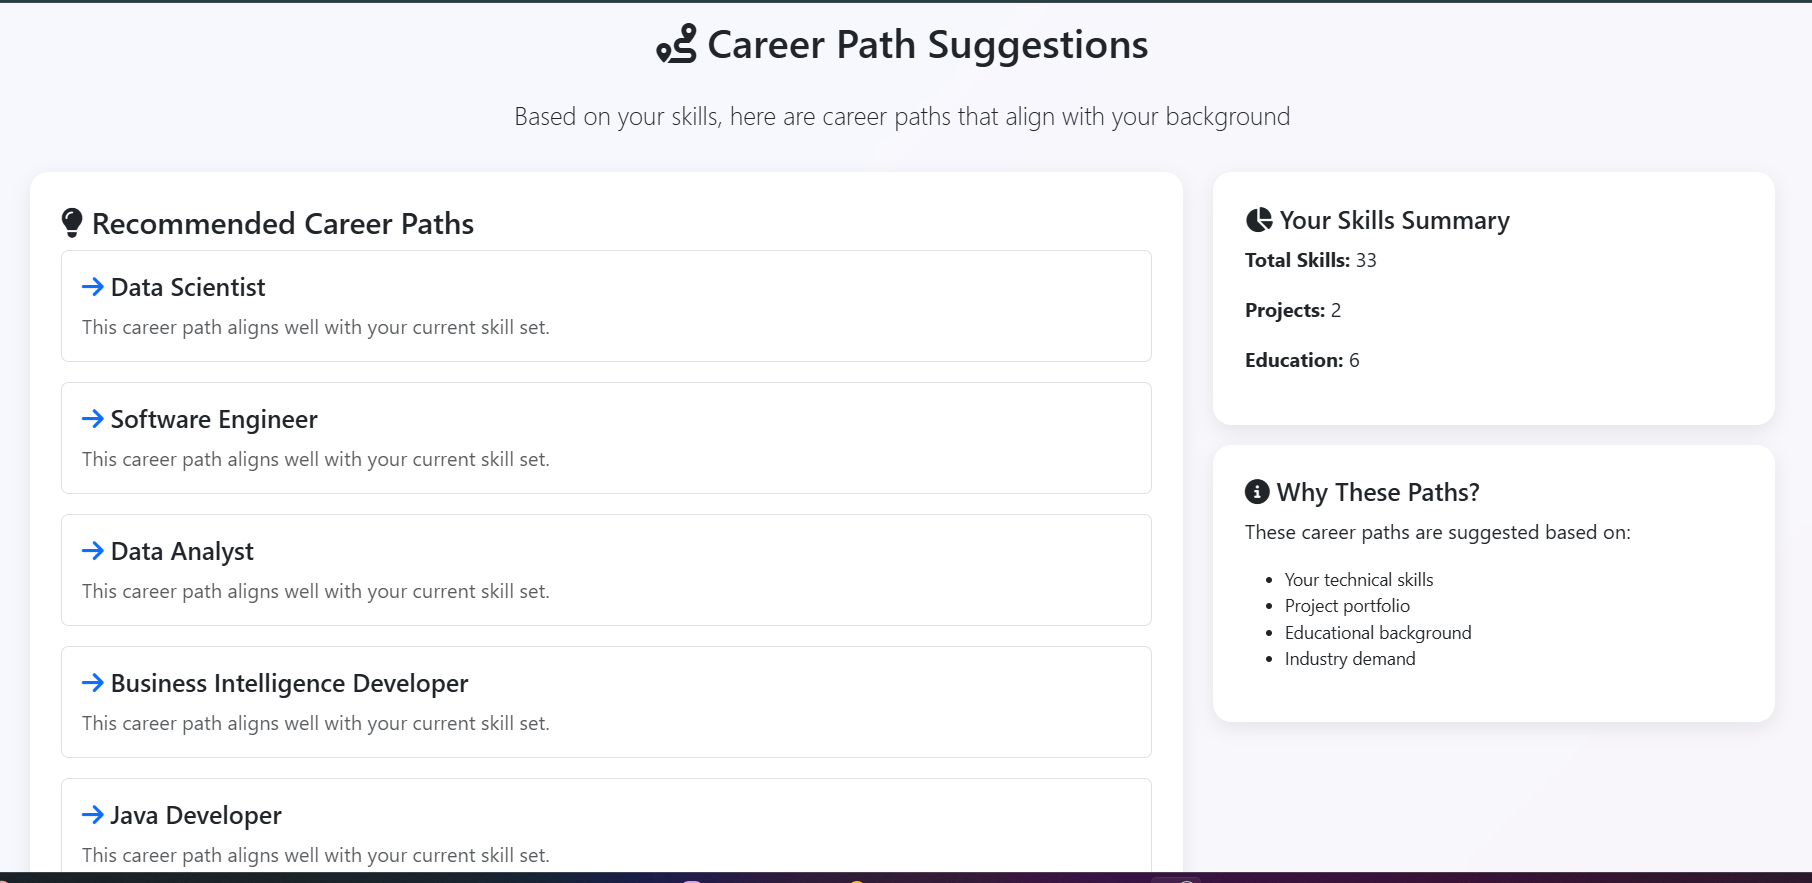 Career Path Suggestions
Based on your skills, here are career paths that align with your background
Recommended Career Paths
Data Scientist
This career path aligns well with your current skill set.
Software Engineer
This career path aligns well with your current skill set.
Data Analyst
This career path aligns well with your current skill set.
Business Intelligence Developer
This career path aligns well with your current skill set.
Java Developer
This career path aligns well with your current skill set.
Your Skills Summary
Total Skills: 33
Projects: 2
Education: 6
Why These Paths?
These career paths are suggested based on:
Your technical skills
Project portfolio
Educational background
Industry demand